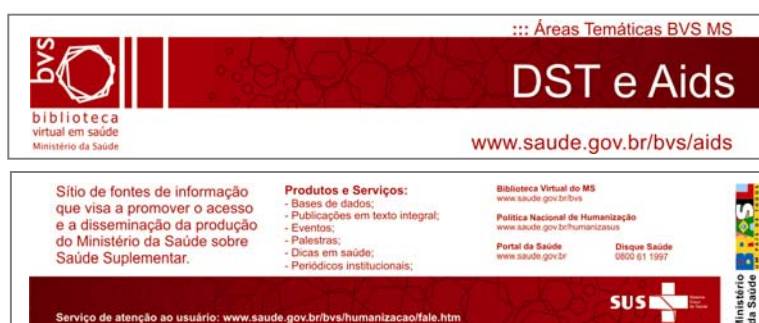 ::: Áreas Temáticas BVS MS
bvs
DST e Aids
biblioteca
virtual em saúde
Ministério da Saúde
www.saude.gov.br/bvs/aids
Sítio de fontes de informação
que visa a promover o acesso
e a disseminação da produção
do Ministério da Saúde sobre
Saúde Suplementar.
Produtos e Serviços:
- Bases de dados;
- Publicações em texto integral;
- Eventos;
- Palestras;
- Dicas em saúde;
- Periódicos institucionais;
Biblioteca Virtual do MS
www.saude.gov.br/bvs
Política Nacional de Humanização
www.saude.gov.br/humanizasus
Portal da Saúde
www.saude.gov.br
Disque Saúde
0800 61 1997
SUS
Serviço de atenção ao usuário: www.saude.gov.br/bvs/humanizacao/fale.htm
BRASIL
Ministério
da Saúde